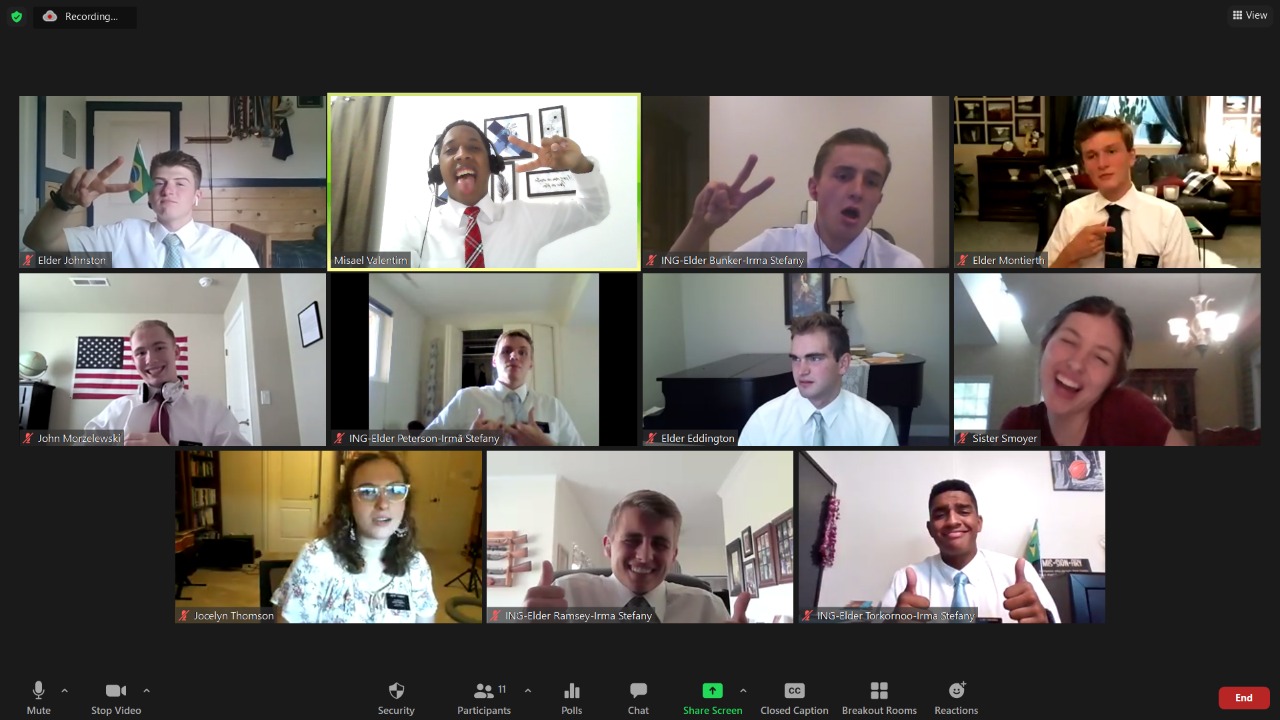 Recording...
View
Elder Johnston
Misael Valentim
ING-Elder Bunker-Irma Stefany
Elder Montierth
John Morzelewski
ING-Elder Peterson-Irmã Stefany
Elder Eddington
Sister Smoyer
Jocelyn Thomson
ING-Elder Ramsey-Irma Stefany
ING-Elder Torkornoo-Irma Stefany
Mute
Stop Video
Security
Participants
11
Polls
Chat
Share Screen
CC
Closed Caption
Breakout Rooms
Reactions
End